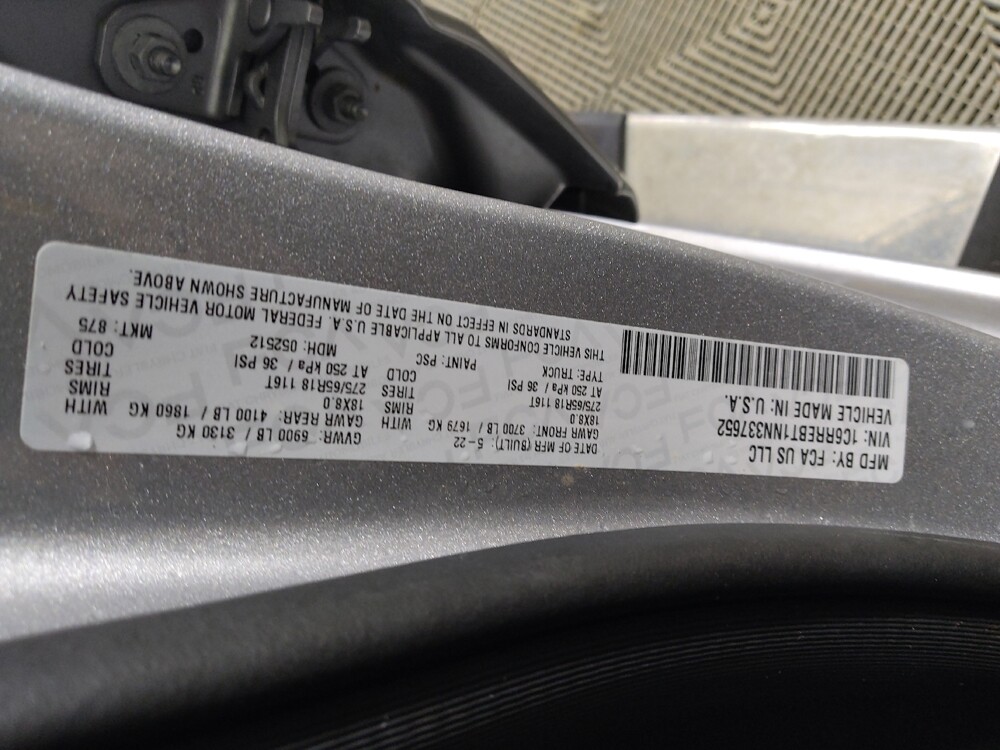 MFD BY: FCA US LLC
DATE OF MFR (BUILT): 5-22
GVWR: 6900 LB / 3130 KG
GAWR FRONT: 3700 LB / 1679 KG
WITH
GAWR REAR: 4100 LB / 1860 KG
WITH
18X8.0
RIMS
18X8.0
RIMS
275/65R18 116T
TIRES
275/65R18 116T
TIRES
AT 250 kPa / 36 PSI
COLD
AT 250 kPa / 36 PSI
COLD
VIN: 1C6RREBT1NN337652
TYPE: TRUCK
PAINT: PSC
MDH: 052512
MKT: 875
VEHICLE MADE IN: U.S.A.
THIS VEHICLE CONFORMS TO ALL APPLICABLE U.S.A. FEDERAL MOTOR VEHICLE SAFETY
STANDARDS IN EFFECT ON THE DATE OF MANUFACTURE SHOWN ABOVE.